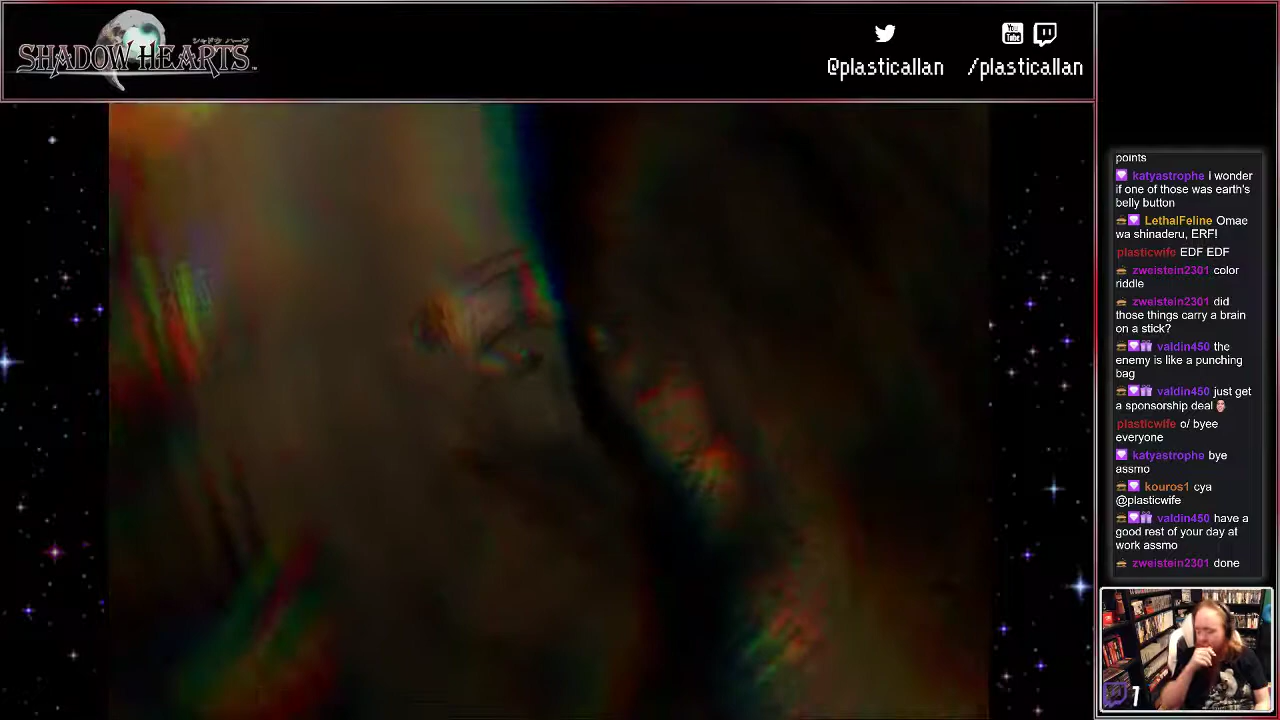 シャドウ ハーツ
SHADOW HEARTS
@plasticallan
You Tube
/plasticallan
points
katyastrophe i wonder
if one of those was earth's
belly button
LethalFeline Omae
wa shinaderu, ERF!
plasticwife EDF EDF
zweistein2301 color
riddle
zweistein2301 did
those things carry a brain
on a stick?
valdin450 the
enemy is like a punching
bag
valdin450 just get
a sponsorship deal
plasticwife o/ byee
everyone
katyastrophe bye
assmo
kouros1 cya
@plasticwife
valdin450 have a
good rest of your day at
work assmo
zweistein2301 done
7